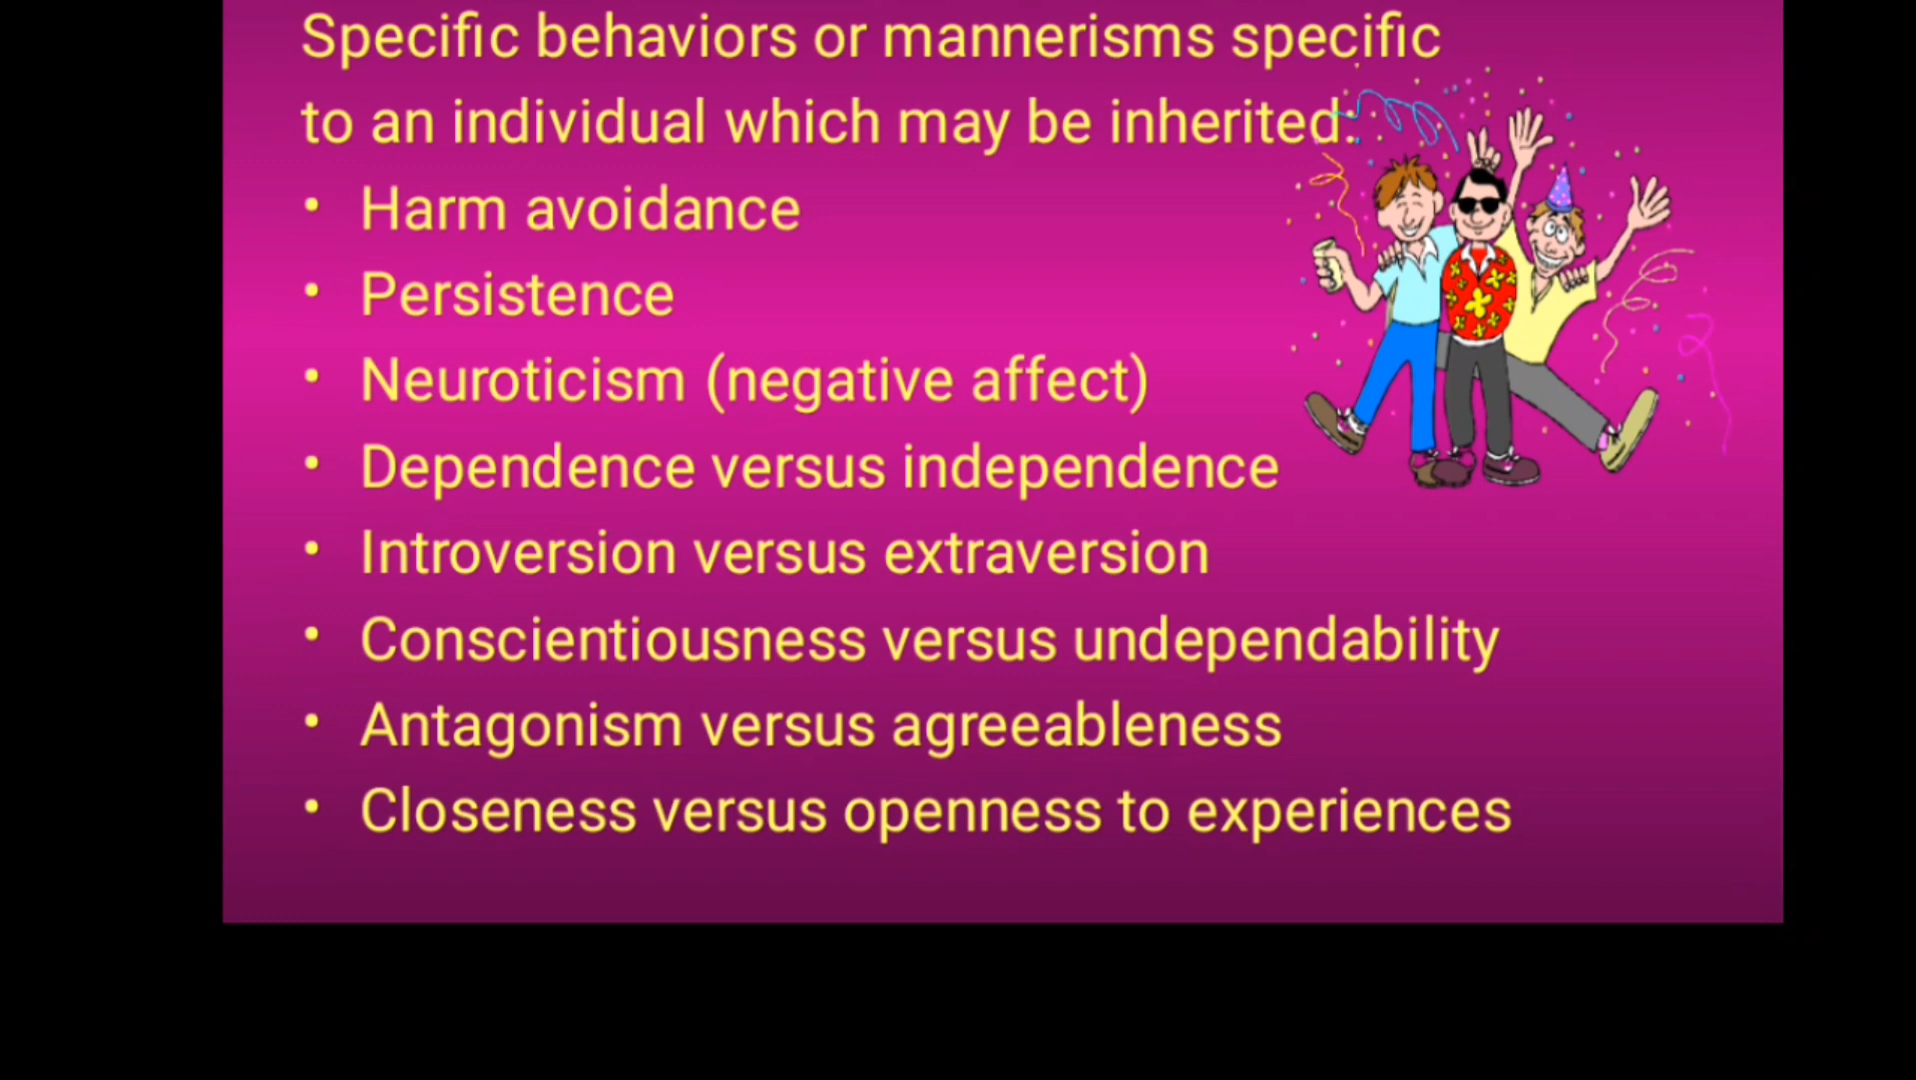 Specific behaviors or mannerisms specific
to an individual which may be inherited:
• Harm avoidance
• Persistence
• Neuroticism (negative affect)
• Dependence versus independence
• Introversion versus extraversion
• Conscientiousness versus undependability
• Antagonism versus agreeableness
• Closeness versus openness to experiences